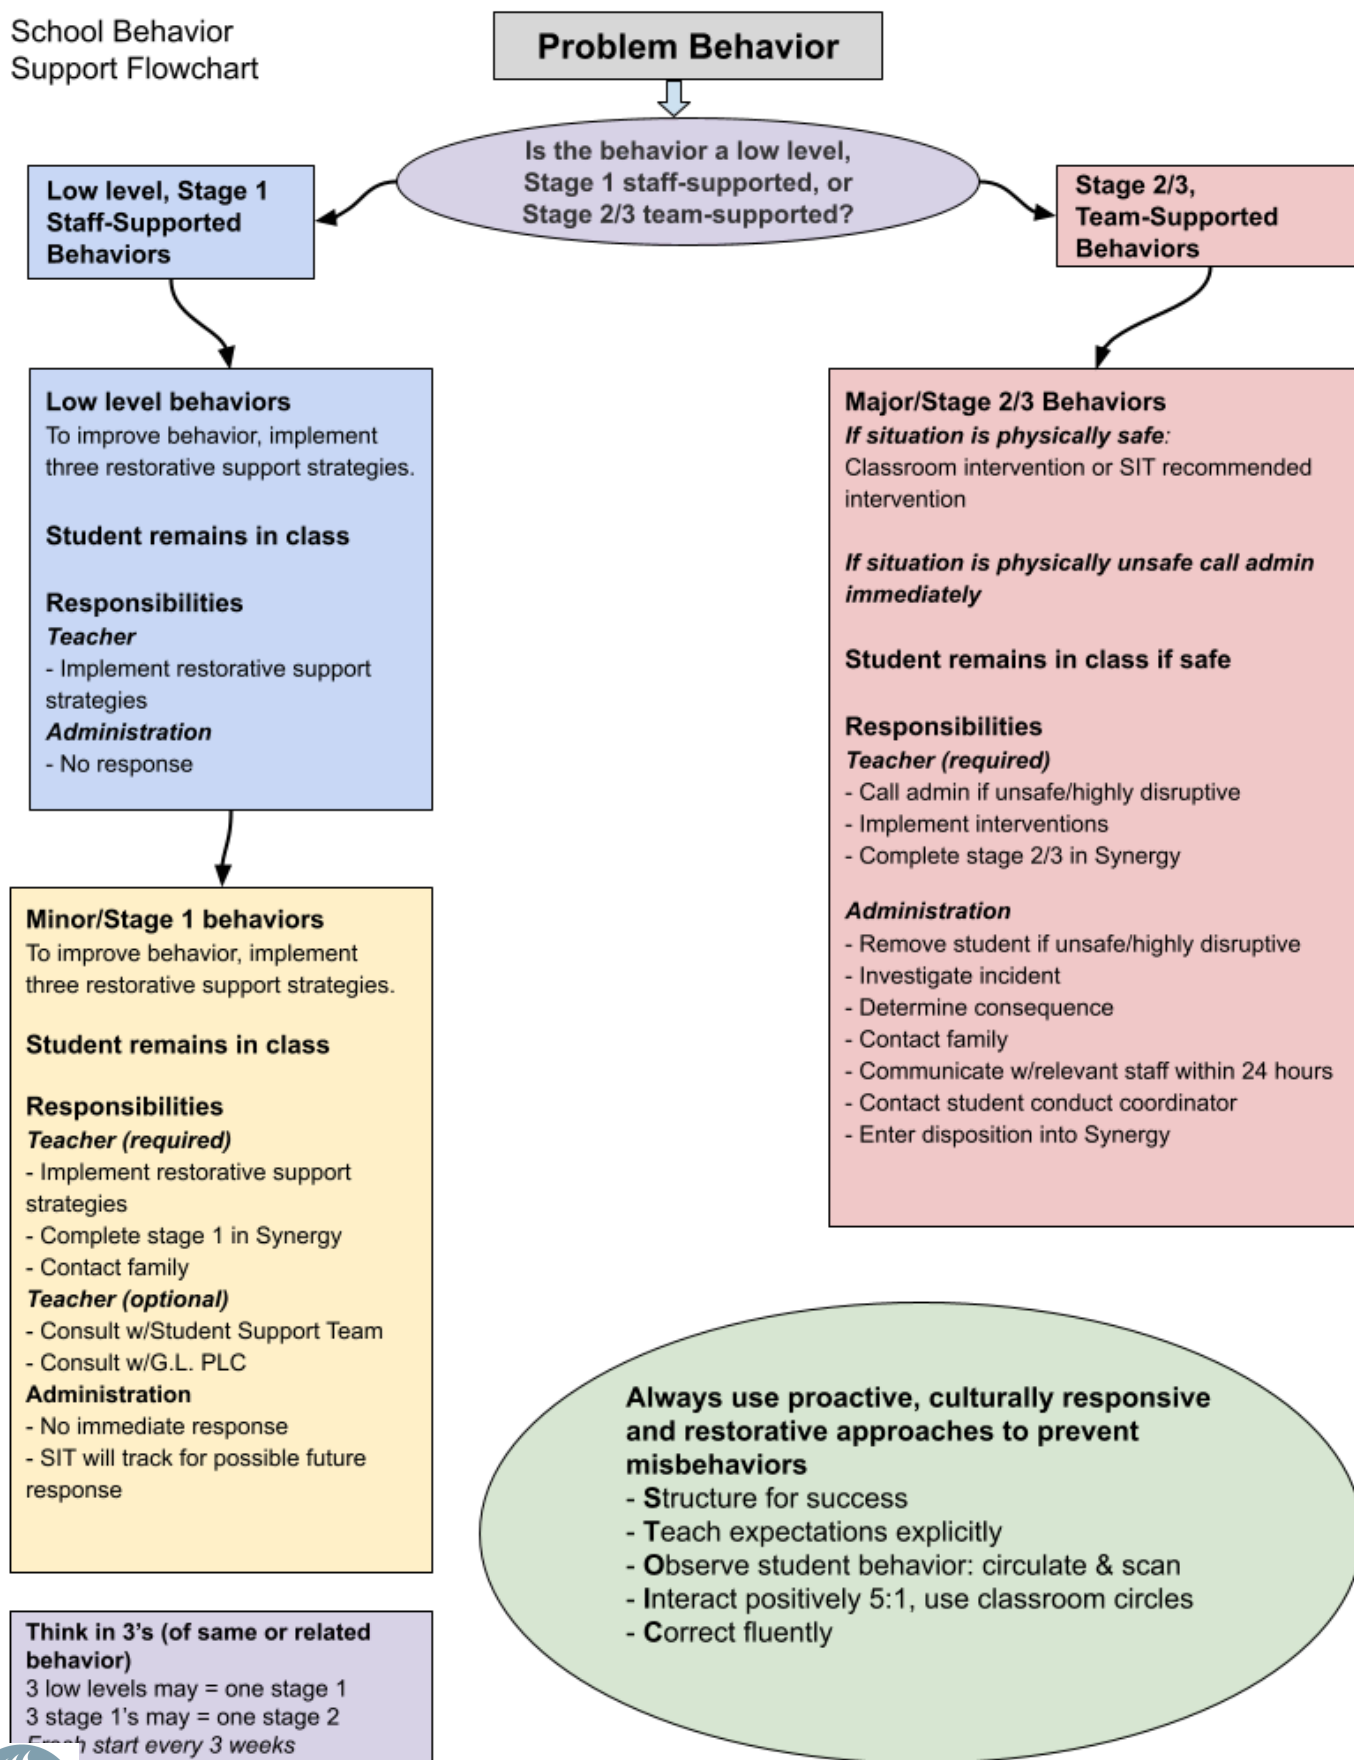 School Behavior
Support Flowchart
Problem Behavior
Is the behavior a low level,
Stage 1 staff-supported, or
Stage 2/3 team-supported?
Low level, Stage 1
Staff-Supported
Behaviors
Stage 2/3,
Team-Supported
Behaviors
Low level behaviors
To improve behavior, implement
three restorative support strategies.
Student remains in class
Responsibilities
Teacher
- Implement restorative support
strategies
Administration
- No response
Major/Stage 2/3 Behaviors
If situation is physically safe:
Classroom intervention or SIT recommended
intervention
If situation is physically unsafe call admin
immediately
Student remains in class if safe
Responsibilities
Teacher (required)
- Call admin if unsafe/highly disruptive
- Implement interventions
- Complete stage 2/3 in Synergy
Administration
- Remove student if unsafe/highly disruptive
- Investigate incident
- Determine consequence
- Contact family
- Communicate w/relevant staff within 24 hours
- Contact student conduct coordinator
- Enter disposition into Synergy
Minor/Stage 1 behaviors
To improve behavior, implement
three restorative support strategies.
Student remains in class
Responsibilities
Teacher (required)
- Implement restorative support
strategies
- Complete stage 1 in Synergy
- Contact family
Teacher (optional)
- Consult w/Student Support Team
- Consult w/G.L. PLC
Administration
- No immediate response
- SIT will track for possible future
response
Always use proactive, culturally responsive
and restorative approaches to prevent
misbehaviors
- Structure for success
- Teach expectations explicitly
- Observe student behavior: circulate & scan
- Interact positively 5:1, use classroom circles
- Correct fluently
Think in 3's (of same or related
behavior)
3 low levels may = one stage 1
3 stage 1's may = one stage 2
Fresh start every 3 weeks